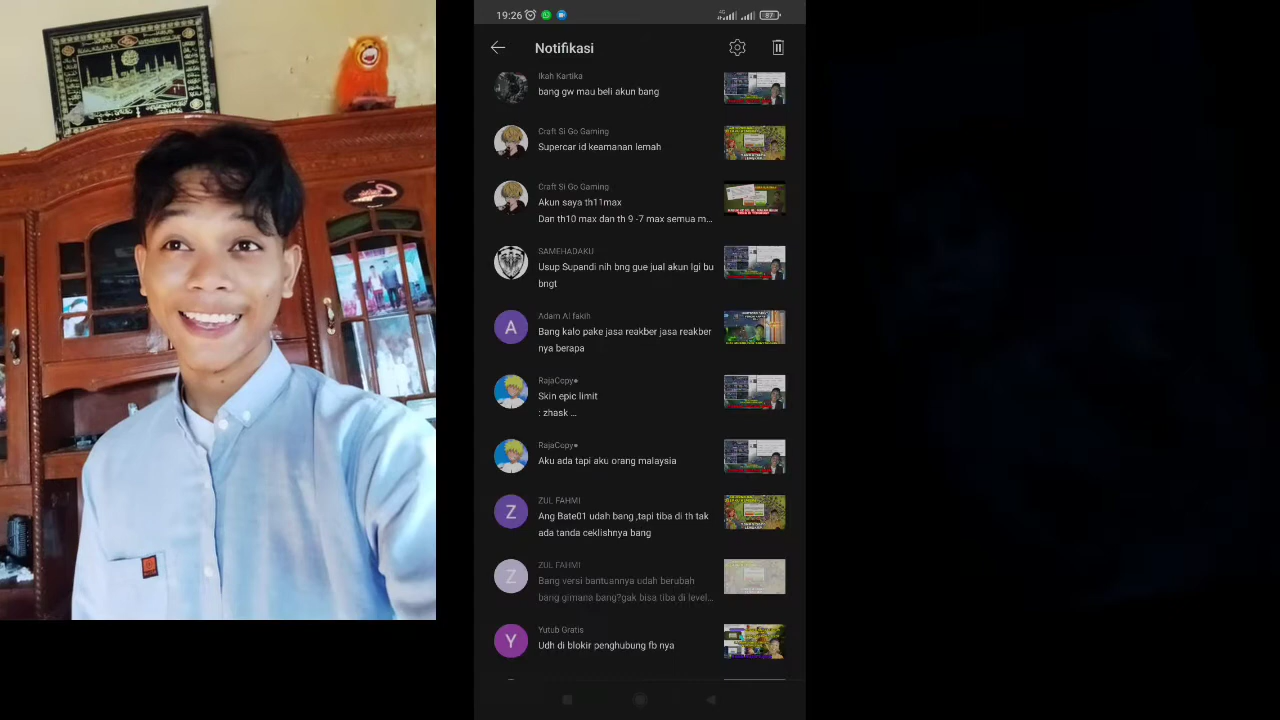 19:26
4G
87
Notifikasi
Ikah Kartika
bang gw mau beli akun bang
Craft Si Go Gaming
Supercar id keamanan lemah
Craft Si Go Gaming
Akun saya th11max
Dan th10 max dan th 9 -7 max semua m...
SAMEHADAKU
Usup Supandi nih bng gue jual akun lgi bu
bngt
Adam Al fakih
Bang kalo pake jasa reakber jasa reakber
nya berapa
RajaCopy●
Skin epic limit
: zhask ...
RajaCopy●
Aku ada tapi aku orang malaysia
ZUL FAHMI
Ang Bate01 udah bang ,tapi tiba di th tak
ada tanda ceklishnya bang
ZUL FAHMI
Bang versi bantuannya udah berubah
bang gimana bang?gak bisa tiba di level...
Yutub Gratis
Udh di blokir penghubung fb nya
A
Z
Z
Y